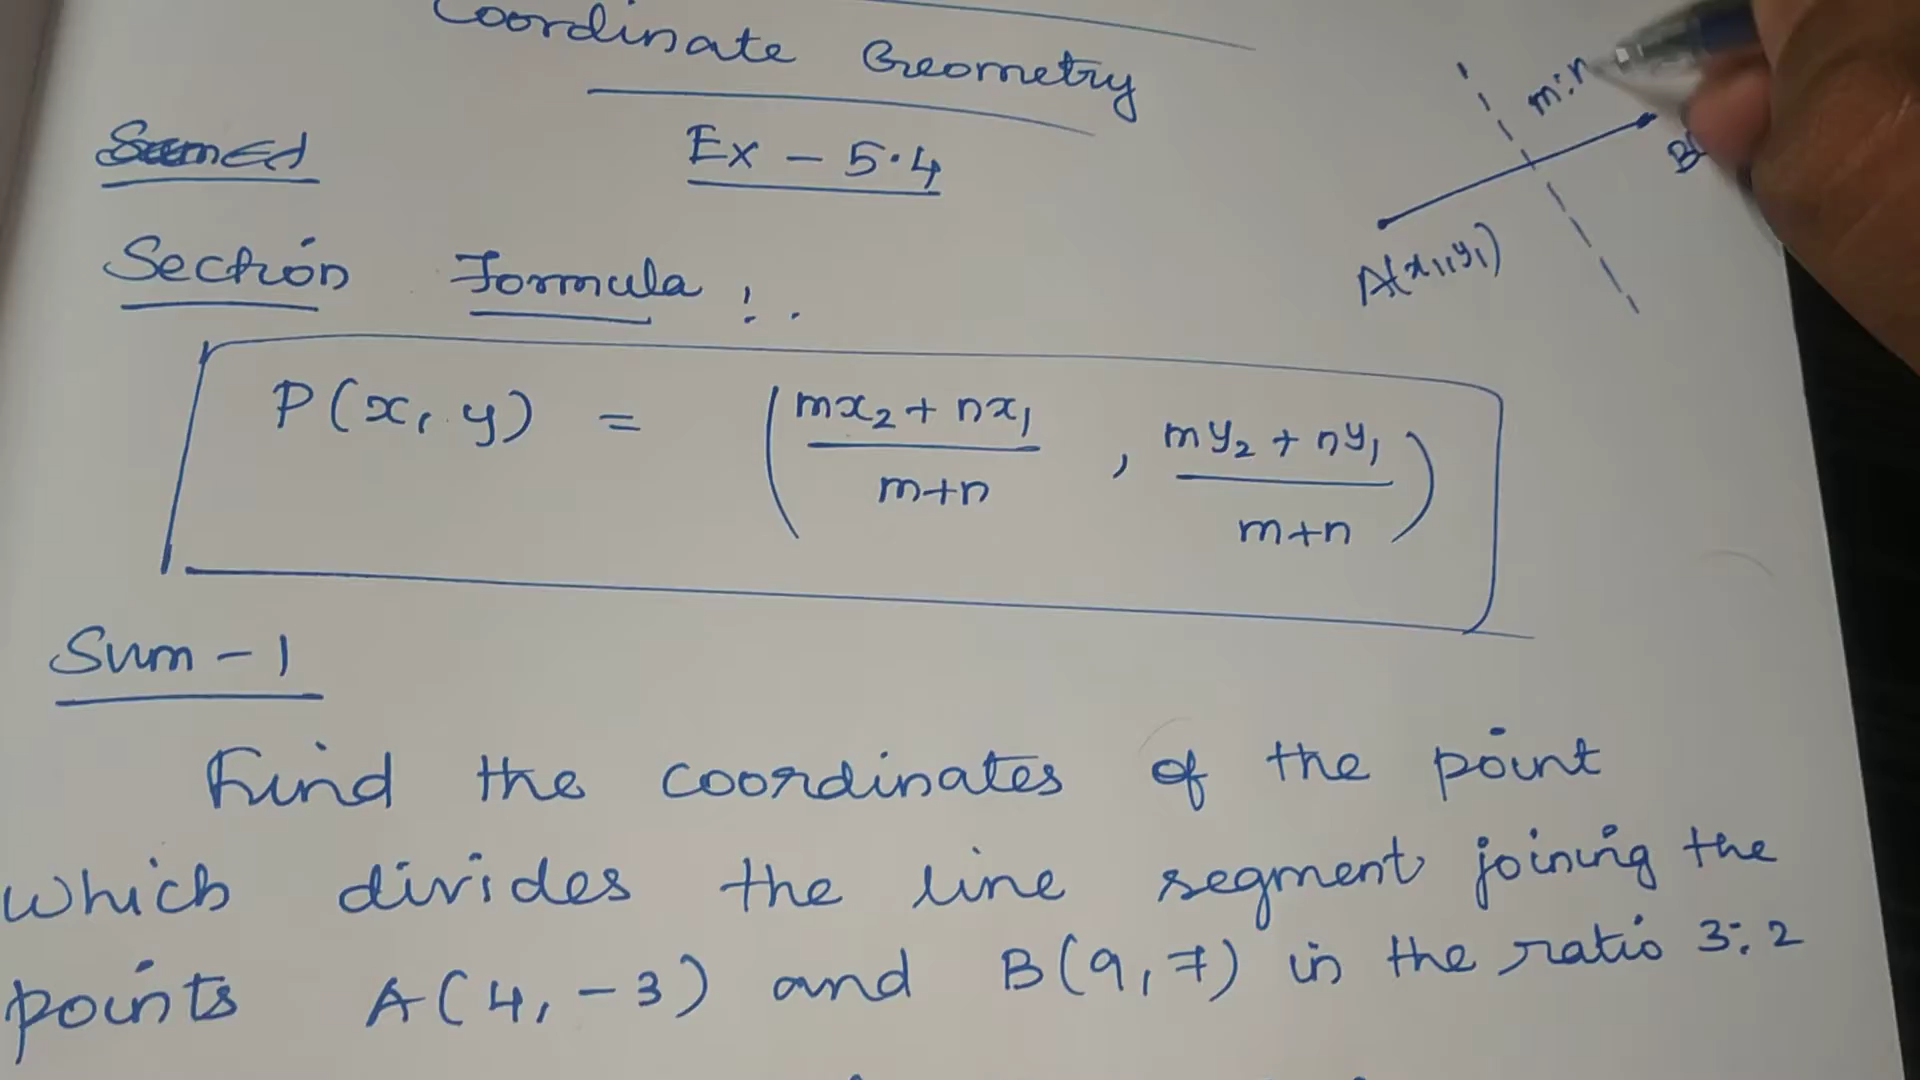 Coordinate Geometry
Ex - 5.4
Section Formula :.
m:n
B(
A(x1,y1)
P(x, y) = (mx₂ + nx₁ / m+n , my₂ + ny₁ / m+n)
Sum - 1
Find the coordinates of the point
which divides the line segment joining the
points A(4, -3) and B(9, 7) in the ratio 3:2